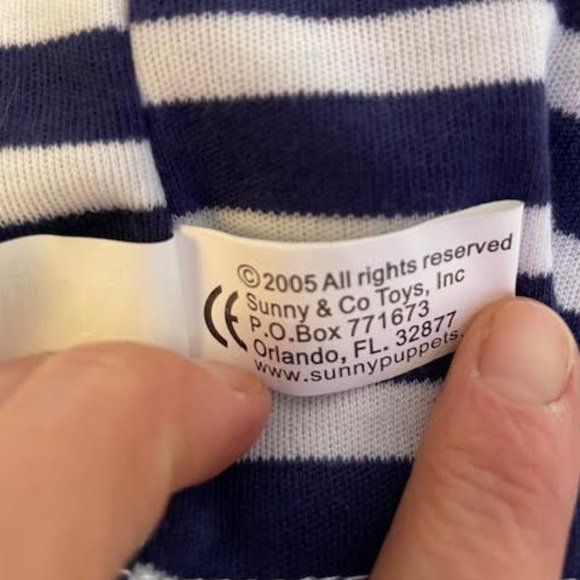 ©2005 All rights reserved
Sunny & Co Toys, Inc
P.O.Box 771673
Orlando, FL. 32877
www.sunnypuppets.
CE